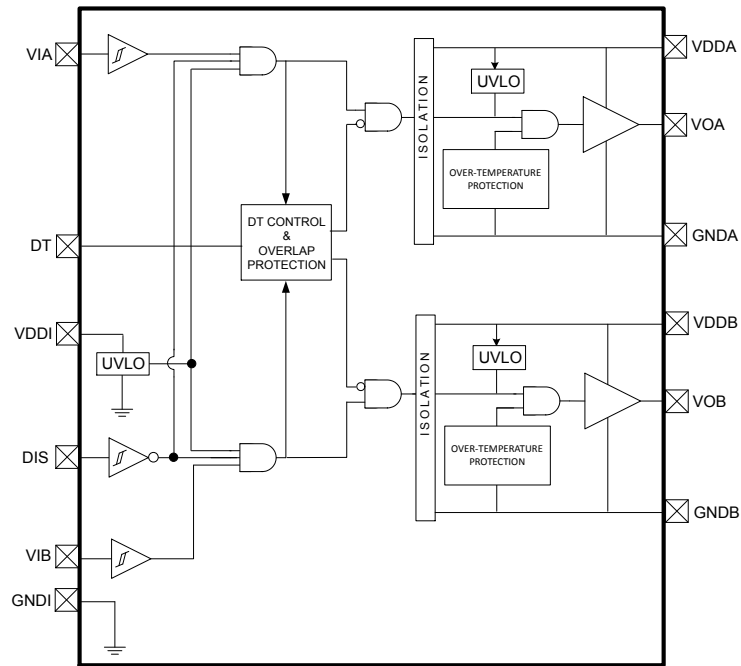 VIA
DT
VDDI
DIS
VIB
GNDI
UVLO
DT CONTROL
&
OVERLAP
PROTECTION
ISOLATION
UVLO
OVER-TEMPERATURE
PROTECTION
VDDA
VOA
GNDA
ISOLATION
UVLO
OVER-TEMPERATURE
PROTECTION
VDDB
VOB
GNDB